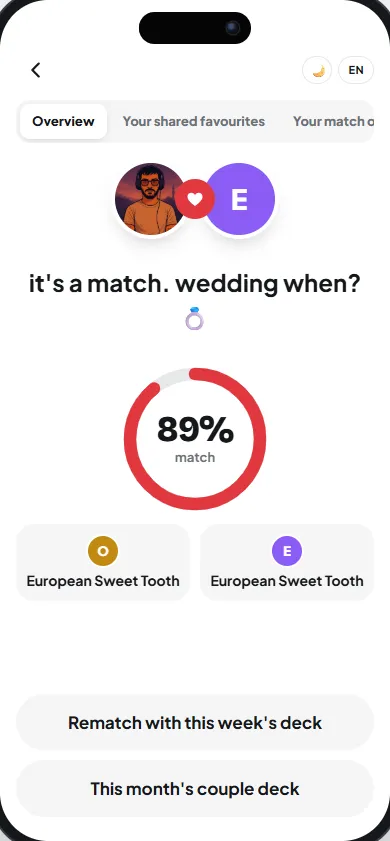 EN
Overview
Your shared favourites
Your match o
E
it's a match. wedding when?
89%
match
O
European Sweet Tooth
E
European Sweet Tooth
Rematch with this week's deck
This month's couple deck